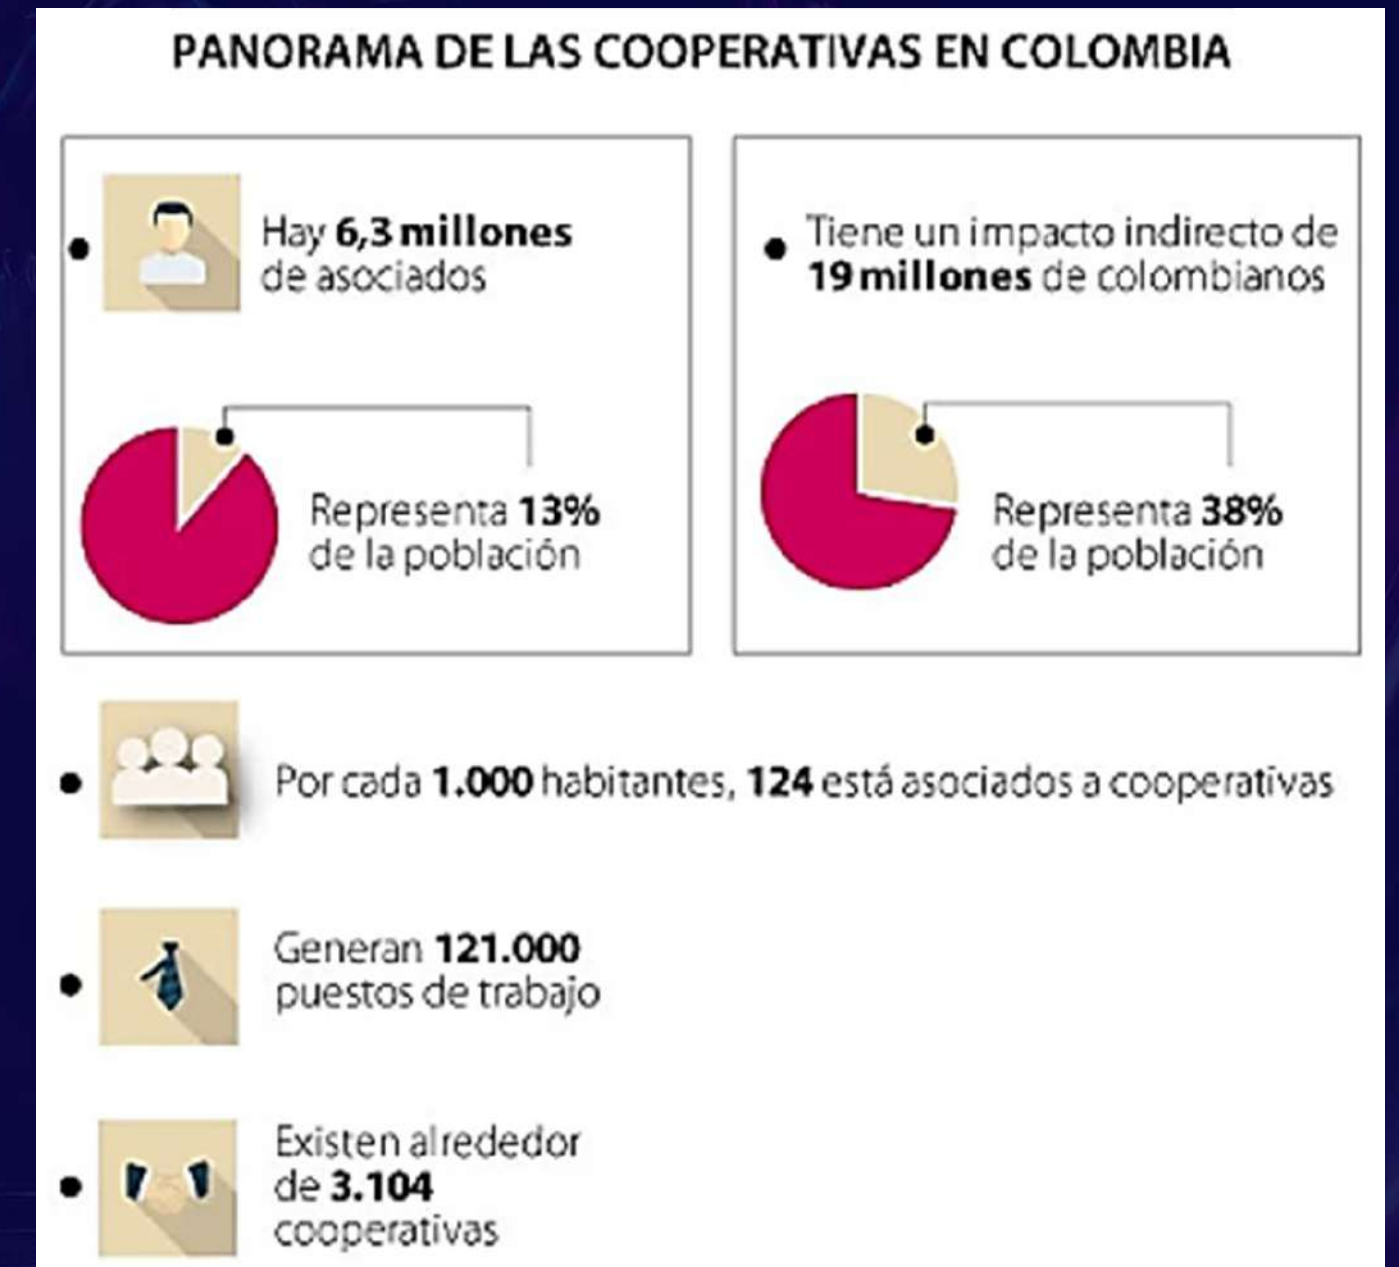 PANORAMA DE LAS COOPERATIVAS EN COLOMBIA
Hay 6,3 millones
de asociados
Representa 13%
de la población
Tiene un impacto indirecto de
19 millones de colombianos
Representa 38%
de la población
Por cada 1.000 habitantes, 124 está asociados a cooperativas
Generan 121.000
puestos de trabajo
Existen alrededor
de 3.104
cooperativas